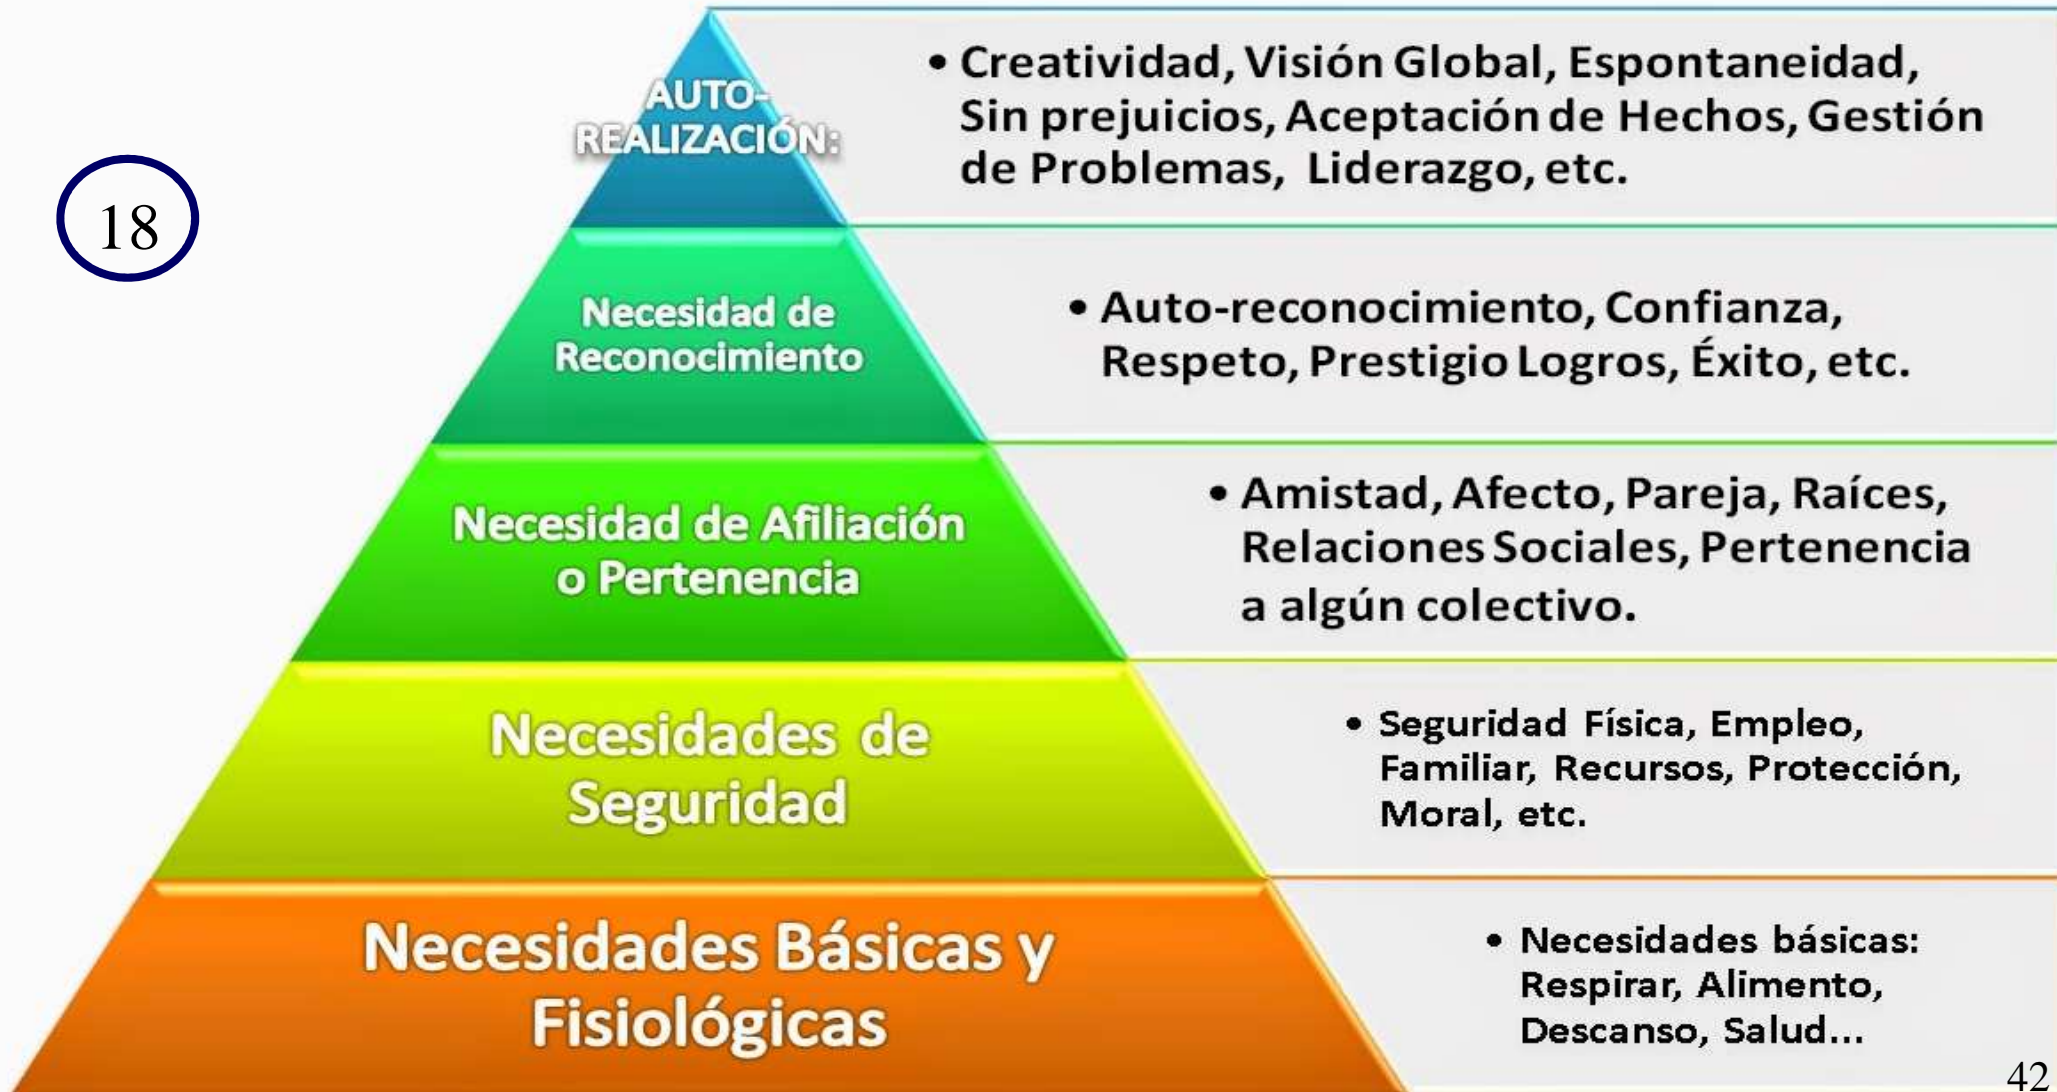 18
AUTO-
REALIZACIÓN:
• Creatividad, Visión Global, Espontaneidad,
Sin prejuicios, Aceptación de Hechos, Gestión
de Problemas, Liderazgo, etc.
Necesidad de
Reconocimiento
• Auto-reconocimiento, Confianza,
Respeto, Prestigio Logros, Éxito, etc.
Necesidad de Afiliación
o Pertenencia
• Amistad, Afecto, Pareja, Raíces,
Relaciones Sociales, Pertenencia
a algún colectivo.
Necesidades de
Seguridad
• Seguridad Física, Empleo,
Familiar, Recursos, Protección,
Moral, etc.
Necesidades Básicas y
Fisiológicas
• Necesidades básicas:
Respirar, Alimento,
Descanso, Salud...
42